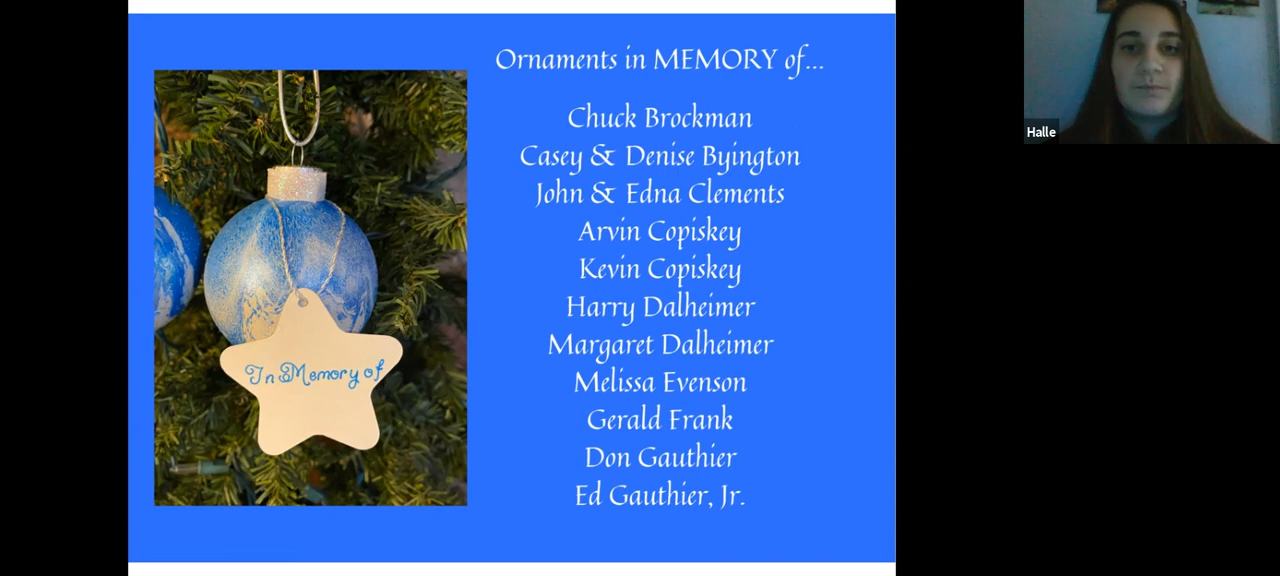 Ornaments in MEMORY of...
Chuck Brockman
Casey & Denise Byington
John & Edna Clements
Arvin Copiskey
Kevin Copiskey
Harry Dalheimer
Margaret Dalheimer
Melissa Evenson
Gerald Frank
Don Gauthier
Ed Gauthier, Jr.
In Memory of
Halle